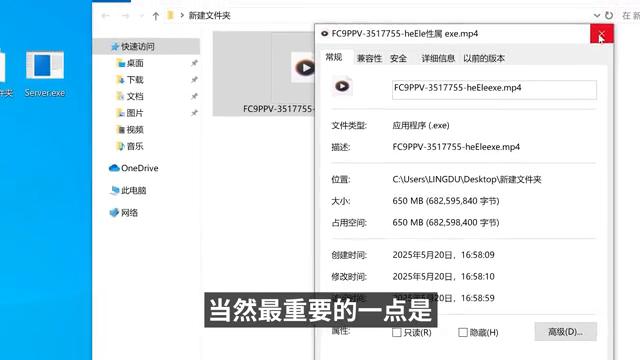 新建文件夹
在 新
FC9PPV-3517755-heEle性属 exe.mp4
快速访问
桌面
下载
文档
图片
视频
音乐
OneDrive
此电脑
网络
夹
Server.exe
FC9PPV-3517755-
常规
兼容性
安全
详细信息
以前的版本
FC9PPV-3517755-heEleexe.mp4
文件类型:
应用程序 (.exe)
描述:
FC9PPV-3517755-heEleexe.mp4
位置:
C:\Users\LINGDU\Desktop\新建文件夹
大小:
650 MB (682,595,840 字节)
占用空间:
650 MB (682,598,400 字节)
创建时间:
2025年5月20日，16:58:09
修改时间:
2025年5月20日，16:58:10
2025年5月20日，16:58:59
当然最重要的一点是
属性:
只读(R)
隐藏(H)
高级(D)...